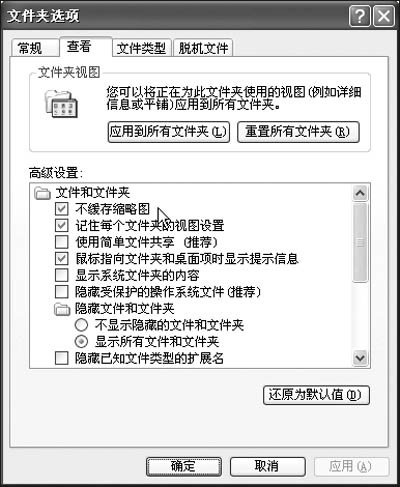 文件夹选项
常规
查看
文件类型
脱机文件
文件夹视图
您可以将正在为此文件夹使用的视图(例如详细
信息或平铺)应用到所有文件夹。
应用到所有文件夹(L)
重置所有文件夹(R)
高级设置:
文件和文件夹
不缓存缩略图
记住每个文件夹的视图设置
使用简单文件共享 (推荐)
鼠标指向文件夹和桌面项时显示提示信息
显示系统文件夹的内容
隐藏受保护的操作系统文件(推荐)
隐藏文件和文件夹
不显示隐藏的文件和文件夹
显示所有文件和文件夹
隐藏已知文件类型的扩展名
还原为默认值(D)
确定
取消
应用(A)